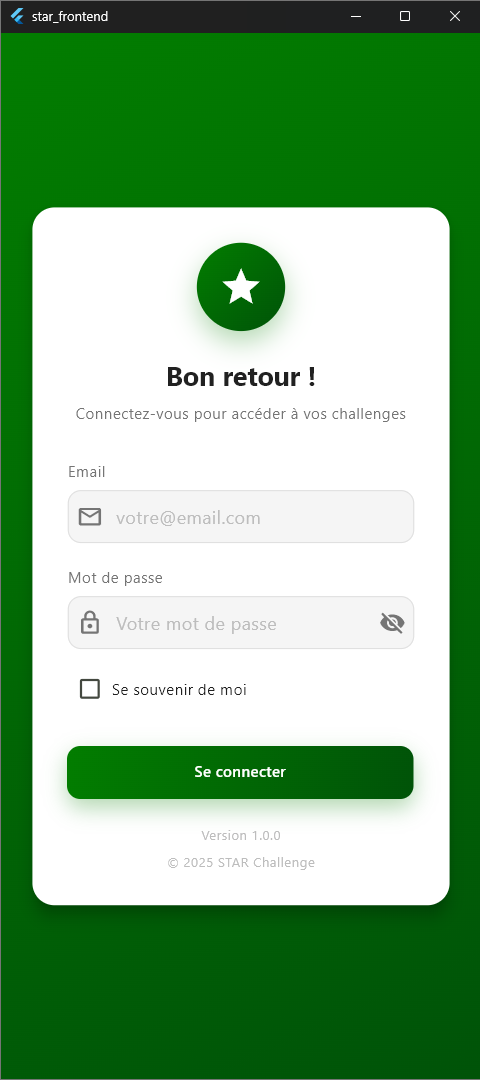 star_frontend
Bon retour !
Connectez-vous pour accéder à vos challenges
Email
votre@email.com
Mot de passe
Votre mot de passe
Se souvenir de moi
Se connecter
Version 1.0.0
© 2025 STAR Challenge